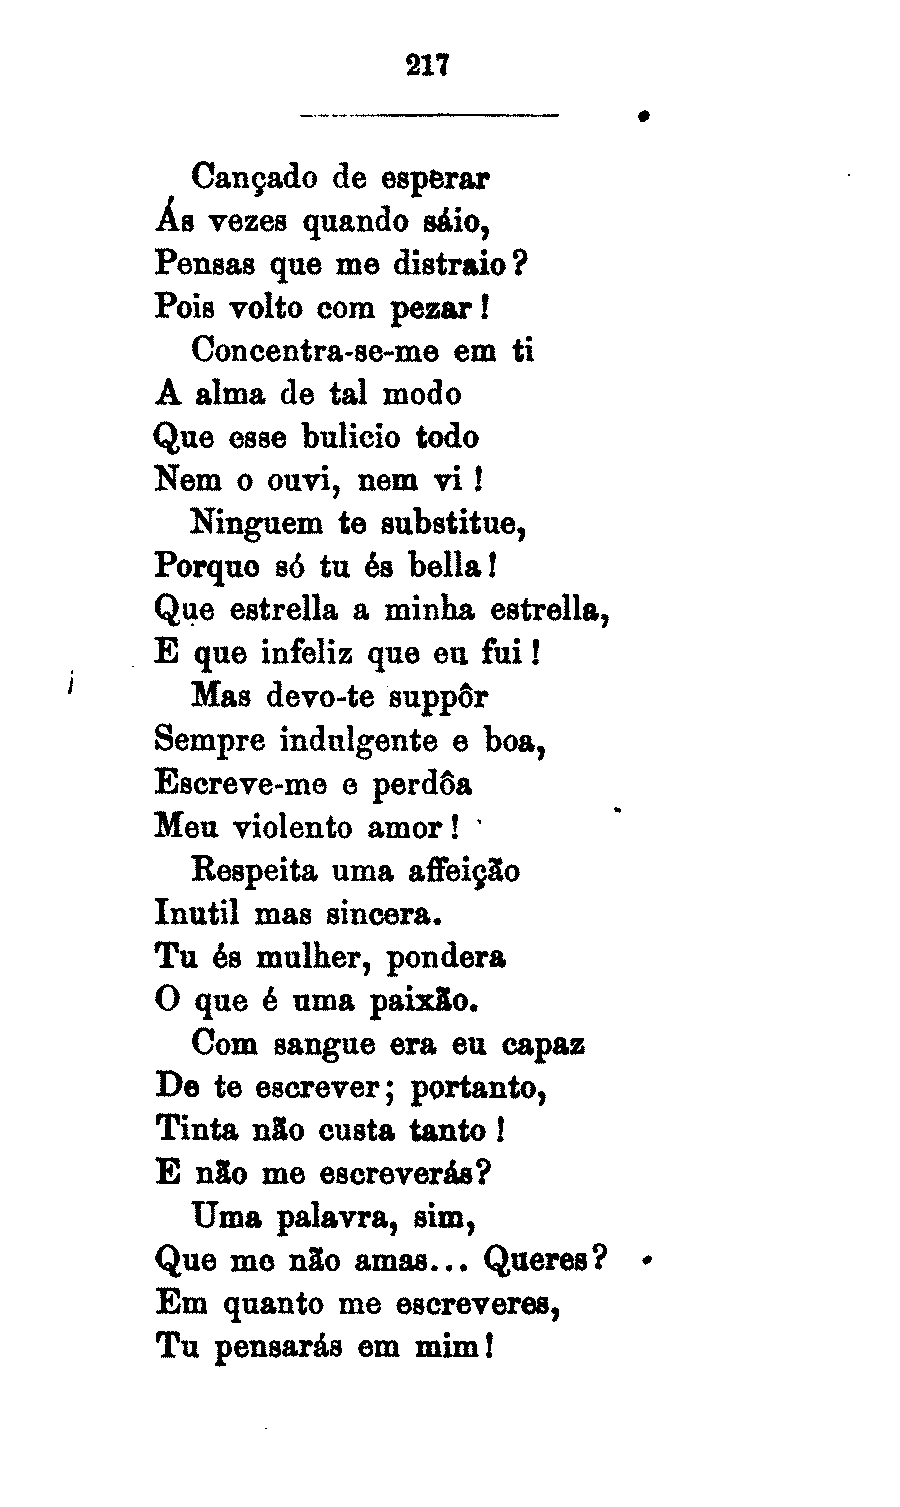 217
Cançado de esperar
Ás vezes quando sáio,
Pensas que me distraio?
Pois volto com pezar!
Concentra-se-me em ti
A alma de tal modo
Que esse bulicio todo
Nem o ouvi, nem vi!
Ninguem te substitue,
Porque só tu és bella!
Que estrella a minha estrella,
E que infeliz que eu fui!
Mas devo-te suppôr
Sempre indulgente e boa,
Escreve-me e perdôa
Meu violento amor!
Respeita uma affeição
Inutil mas sincera.
Tu és mulher, pondera
O que é uma paixão.
Com sangue era eu capaz
De te escrever; portanto,
Tinta não custa tanto!
E não me escreverás?
Uma palavra, sim,
Que me não amas... Queres?
Em quanto me escreveres,
Tu pensarás em mim!